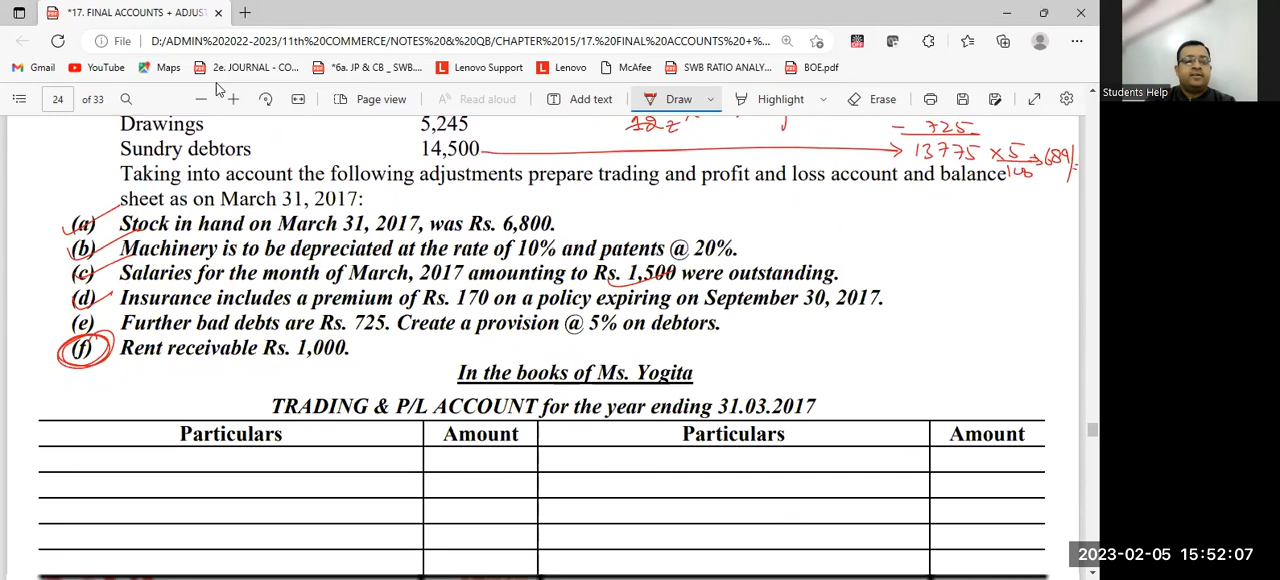 *17. FINAL ACCOUNTS + ADJUST
File D:/ADMIN%202022-2023/11th%20COMMERCE/NOTES%20&%20QB/CHAPTER%2015/17.%20FINAL%20ACCOUNTS%20+%...
Gmail YouTube Maps 2e. JOURNAL - CO... *6a. JP & CB _ SWB.... Lenovo Support Lenovo McAfee SWB RATIO ANALY... BOE.pdf
24 of 33 Page view Read aloud Add text Draw Highlight Erase
Students Help
Drawings 5,245 - 725
Sundry debtors 14,500 13775 × 5/100 → 689/-
Taking into account the following adjustments prepare trading and profit and loss account and balance
sheet as on March 31, 2017:
(a) Stock in hand on March 31, 2017, was Rs. 6,800.
(b) Machinery is to be depreciated at the rate of 10% and patents @ 20%.
(c) Salaries for the month of March, 2017 amounting to Rs. 1,500 were outstanding.
(d) Insurance includes a premium of Rs. 170 on a policy expiring on September 30, 2017.
(e) Further bad debts are Rs. 725. Create a provision @ 5% on debtors.
(f) Rent receivable Rs. 1,000.
In the books of Ms. Yogita
TRADING & P/L ACCOUNT for the year ending 31.03.2017
Particulars Amount Particulars Amount
2023-02-05 15:52:07